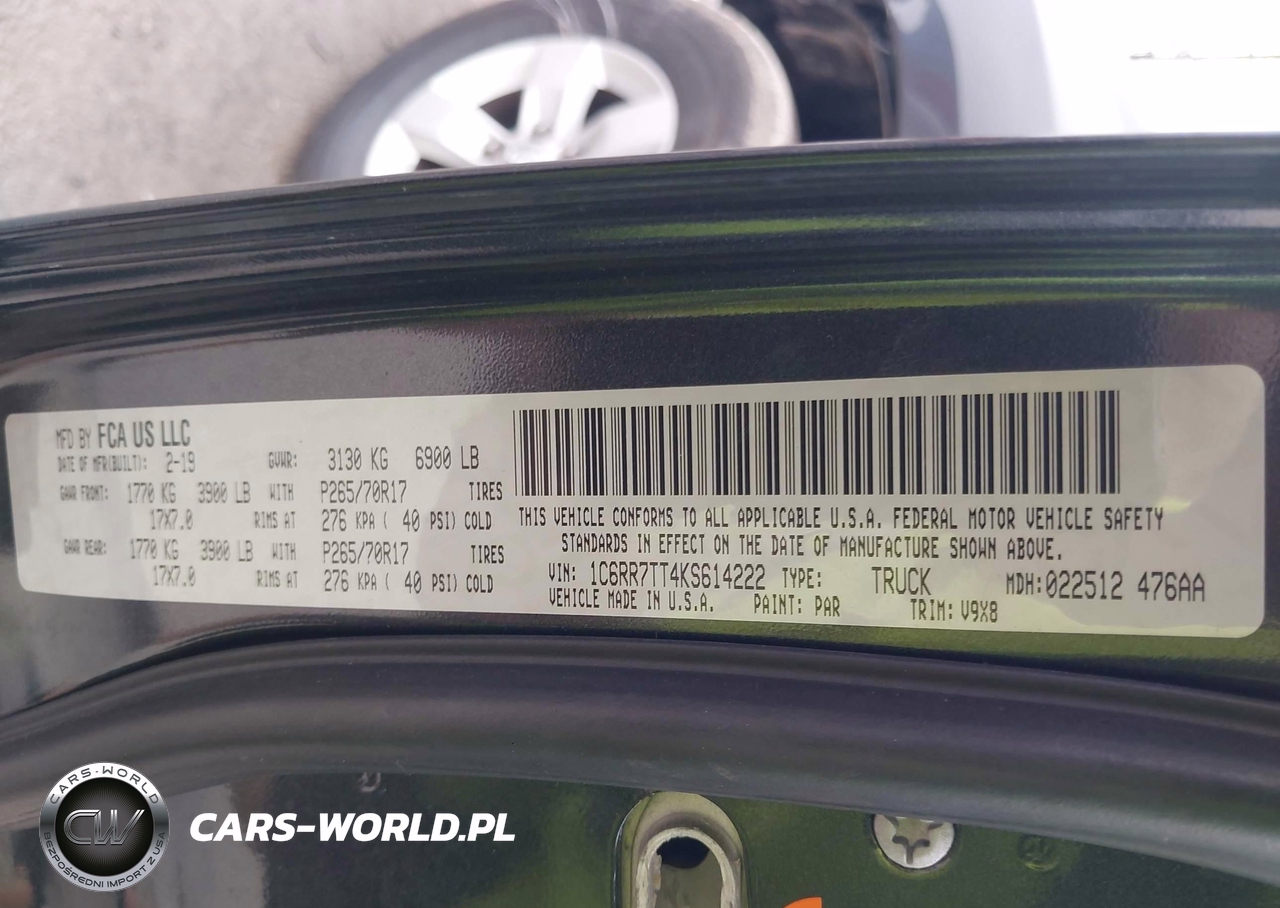 MFD BY FCA US LLC
DATE OF MFR(BUILT): 2-19 GVWR: 3130 KG 6900 LB
GAWR FRONT: 1770 KG 3900 LB WITH P265/70R17 TIRES
17X7.0 RIMS AT 276 KPA ( 40 PSI) COLD
GAWR REAR: 1770 KG 3900 LB WITH P265/70R17 TIRES
17X7.0 RIMS AT 276 KPA ( 40 PSI) COLD
THIS VEHICLE CONFORMS TO ALL APPLICABLE U.S.A. FEDERAL MOTOR VEHICLE SAFETY
STANDARDS IN EFFECT ON THE DATE OF MANUFACTURE SHOWN ABOVE.
VIN: 1C6RR7TT4KS614222 TYPE: TRUCK MDH:022512 476AA
VEHICLE MADE IN U.S.A. PAINT: PAR TRIM: V9X8
CARS-WORLD
CW
BEZPOŚREDNI IMPORT Z USA
CARS-WORLD.PL